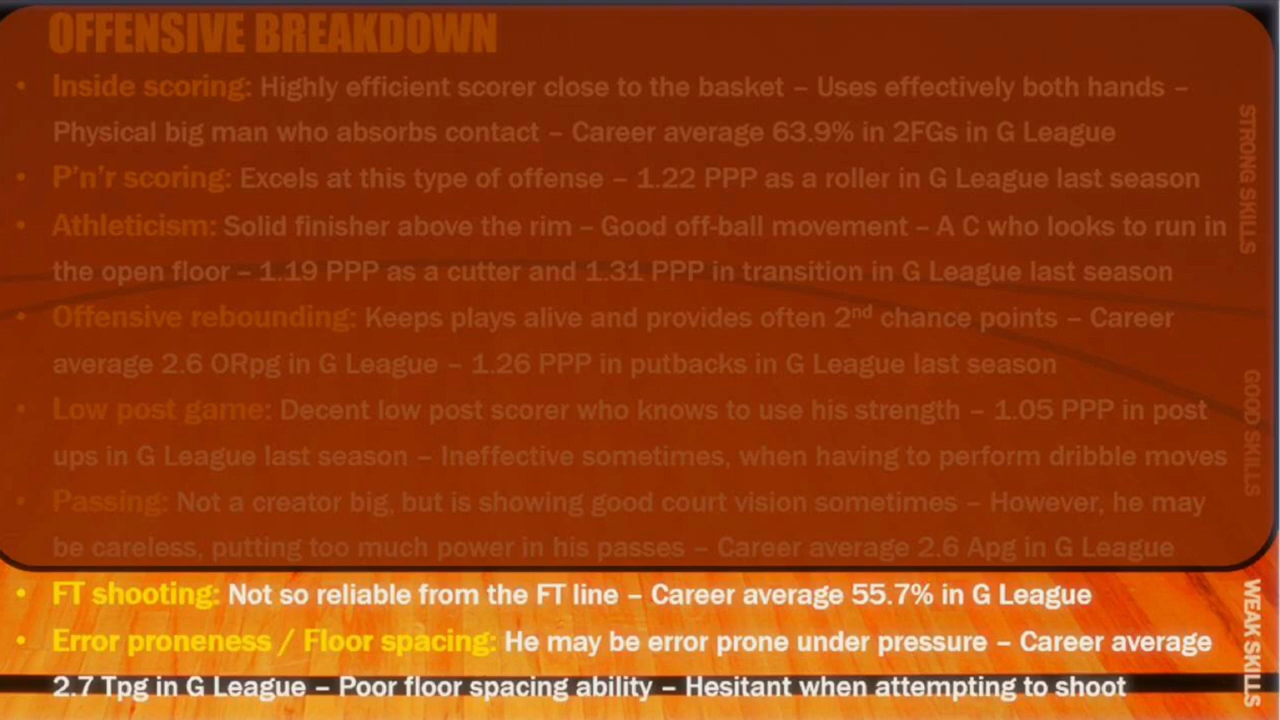 OFFENSIVE BREAKDOWN
• Inside scoring: Highly efficient scorer close to the basket – Uses effectively both hands –
Physical big man who absorbs contact – Career average 63.9% in 2FGs in G League
• P'n'r scoring: Excels at this type of offense – 1.22 PPP as a roller in G League last season
• Athleticism: Solid finisher above the rim – Good off-ball movement – A C who looks to run in
the open floor – 1.19 PPP as a cutter and 1.31 PPP in transition in G League last season
• Offensive rebounding: Keeps plays alive and provides often 2nd chance points – Career
average 2.6 ORpg in G League – 1.26 PPP in putbacks in G League last season
• Low post game: Decent low post scorer who knows to use his strength – 1.05 PPP in post
ups in G League last season – Ineffective sometimes, when having to perform dribble moves
• Passing: Not a creator big, but is showing good court vision sometimes – However, he may
be careless, putting too much power in his passes – Career average 2.6 Apg in G League
• FT shooting: Not so reliable from the FT line – Career average 55.7% in G League
• Error proneness / Floor spacing: He may be error prone under pressure – Career average
2.7 Tpg in G League – Poor floor spacing ability – Hesitant when attempting to shoot
STRONG SKILLS
GOOD SKILLS
WEAK SKILLS